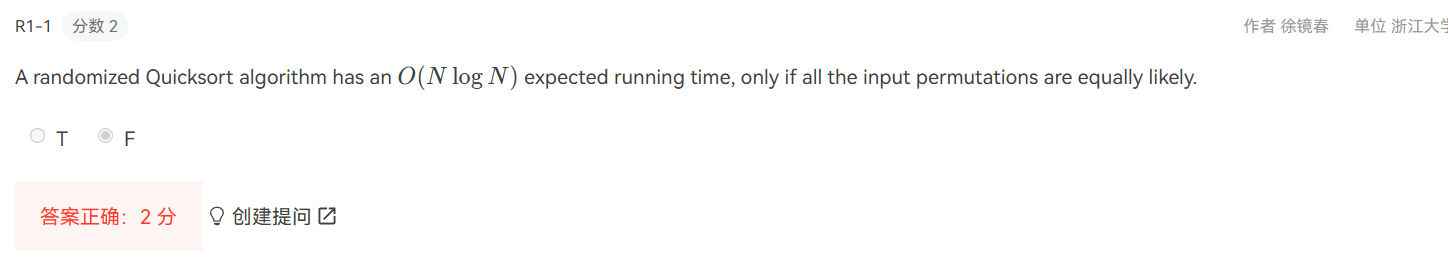 R1-1 分数 2 作者 徐镜春 单位 浙江大学
A randomized Quicksort algorithm has an O(N log N) expected running time, only if all the input permutations are equally likely.
T F
答案正确：2 分 创建提问